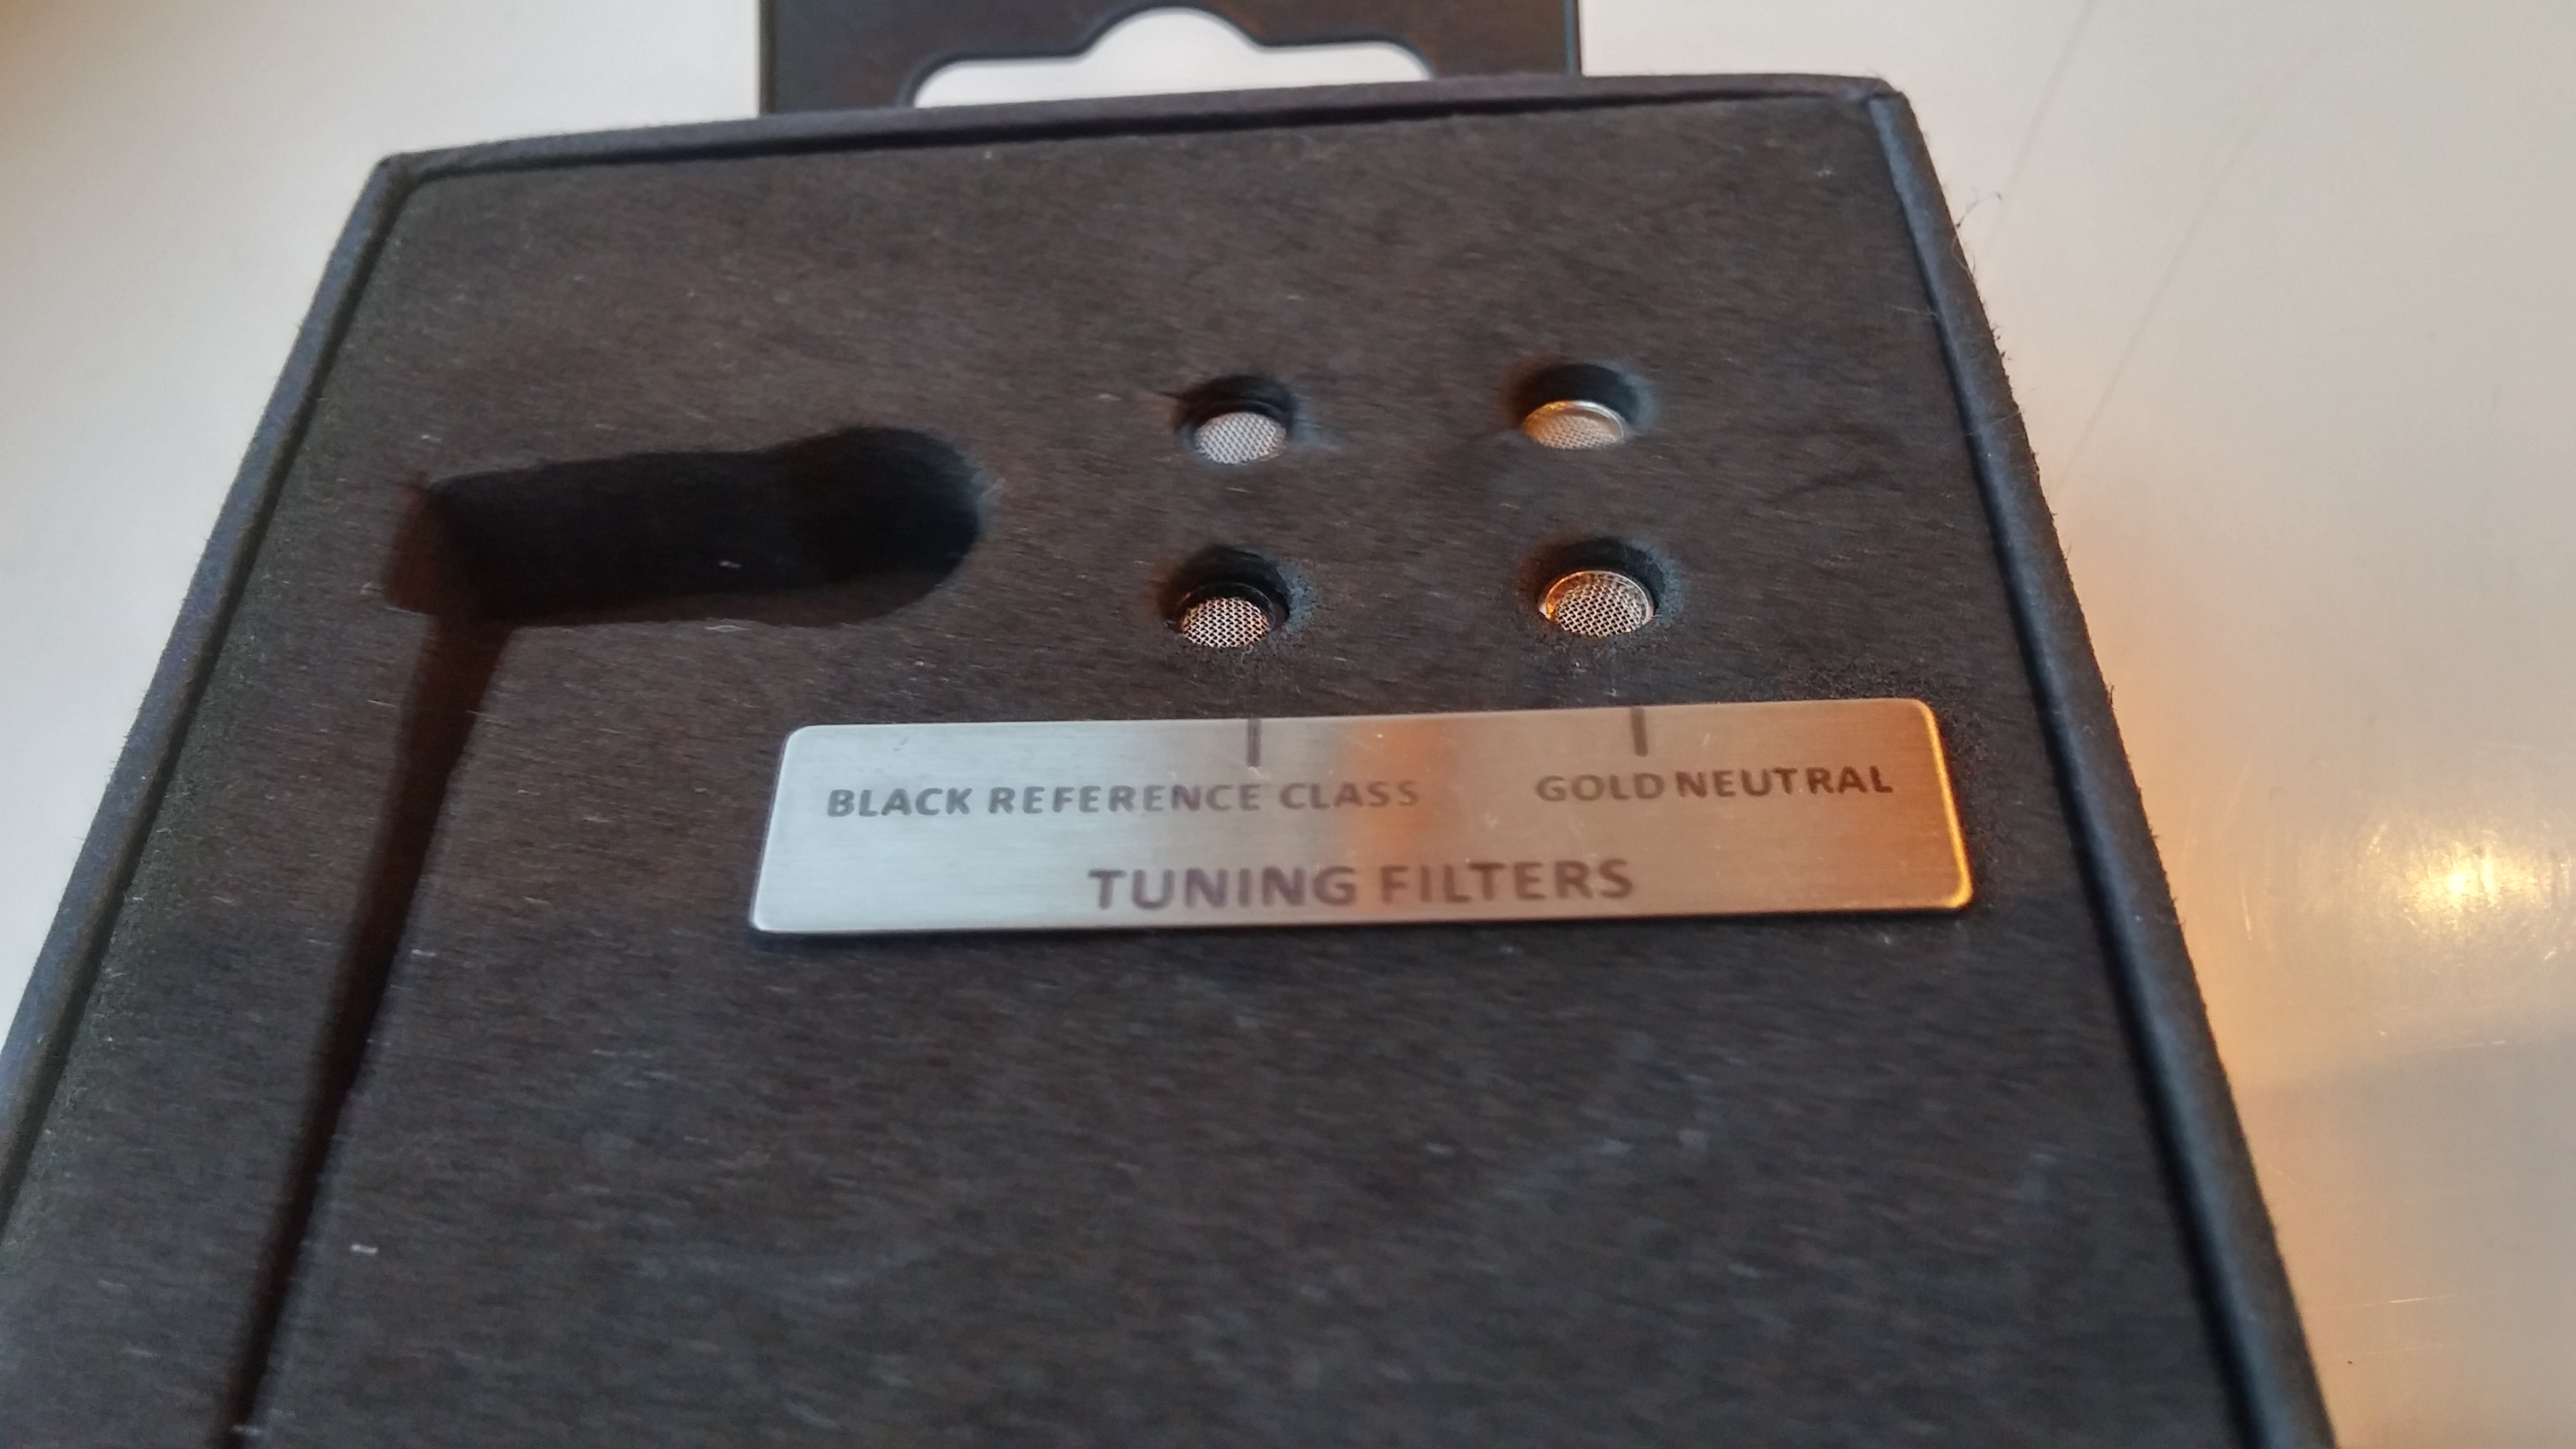 BLACK REFERENCE CLASS GOLD NEUTRAL
TUNING FILTERS